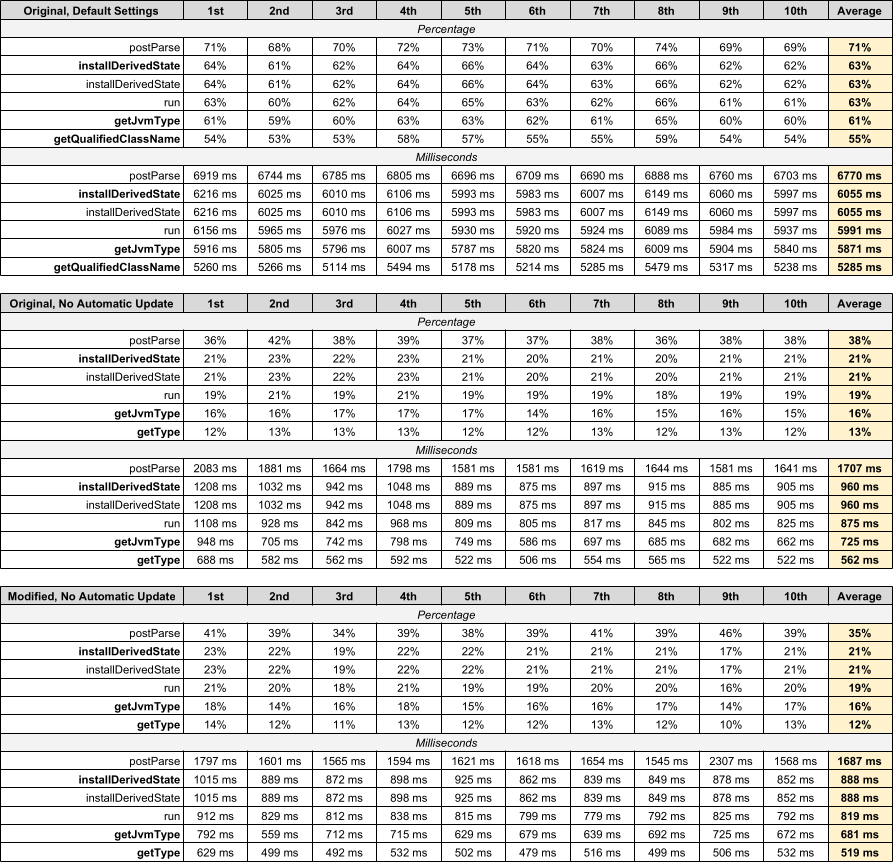 Original, Default Settings 1st 2nd 3rd 4th 5th 6th 7th 8th 9th 10th Average
Percentage
postParse 71% 68% 70% 72% 73% 71% 70% 74% 69% 69% 71%
installDerivedState 64% 61% 62% 64% 66% 64% 63% 66% 62% 62% 63%
installDerivedState 64% 61% 62% 64% 66% 64% 63% 66% 62% 62% 63%
run 63% 60% 62% 64% 65% 63% 62% 66% 61% 61% 63%
getJvmType 61% 59% 60% 63% 63% 62% 61% 65% 60% 60% 61%
getQualifiedClassName 54% 53% 53% 58% 57% 55% 55% 59% 54% 54% 55%
Milliseconds
postParse 6919 ms 6744 ms 6785 ms 6805 ms 6696 ms 6709 ms 6690 ms 6888 ms 6760 ms 6703 ms 6770 ms
installDerivedState 6216 ms 6025 ms 6010 ms 6106 ms 5993 ms 5983 ms 6007 ms 6149 ms 6060 ms 5997 ms 6055 ms
installDerivedState 6216 ms 6025 ms 6010 ms 6106 ms 5993 ms 5983 ms 6007 ms 6149 ms 6060 ms 5997 ms 6055 ms
run 6156 ms 5965 ms 5976 ms 6027 ms 5930 ms 5920 ms 5924 ms 6089 ms 5984 ms 5937 ms 5991 ms
getJvmType 5916 ms 5805 ms 5796 ms 6007 ms 5787 ms 5820 ms 5824 ms 6009 ms 5904 ms 5840 ms 5871 ms
getQualifiedClassName 5260 ms 5266 ms 5114 ms 5494 ms 5178 ms 5214 ms 5285 ms 5479 ms 5317 ms 5238 ms 5285 ms
Original, No Automatic Update 1st 2nd 3rd 4th 5th 6th 7th 8th 9th 10th Average
Percentage
postParse 36% 42% 38% 39% 37% 37% 38% 36% 38% 38% 38%
installDerivedState 21% 23% 22% 23% 21% 20% 21% 20% 21% 21% 21%
installDerivedState 21% 23% 22% 23% 21% 20% 21% 20% 21% 21% 21%
run 19% 21% 19% 21% 19% 19% 19% 18% 19% 19% 19%
getJvmType 16% 16% 17% 17% 17% 14% 16% 15% 16% 15% 16%
getType 12% 13% 13% 13% 12% 12% 13% 12% 12% 12% 13%
Milliseconds
postParse 2083 ms 1881 ms 1664 ms 1798 ms 1581 ms 1581 ms 1619 ms 1644 ms 1581 ms 1641 ms 1707 ms
installDerivedState 1208 ms 1032 ms 942 ms 1048 ms 889 ms 875 ms 897 ms 915 ms 885 ms 905 ms 960 ms
installDerivedState 1208 ms 1032 ms 942 ms 1048 ms 889 ms 875 ms 897 ms 915 ms 885 ms 905 ms 960 ms
run 1108 ms 928 ms 842 ms 968 ms 809 ms 805 ms 817 ms 845 ms 802 ms 825 ms 875 ms
getJvmType 948 ms 705 ms 742 ms 798 ms 749 ms 586 ms 697 ms 685 ms 682 ms 662 ms 725 ms
getType 688 ms 582 ms 562 ms 592 ms 522 ms 506 ms 554 ms 565 ms 522 ms 522 ms 562 ms
Modified, No Automatic Update 1st 2nd 3rd 4th 5th 6th 7th 8th 9th 10th Average
Percentage
postParse 41% 39% 34% 39% 38% 39% 41% 39% 46% 39% 35%
installDerivedState 23% 22% 19% 22% 22% 21% 21% 21% 17% 21% 21%
installDerivedState 23% 22% 19% 22% 22% 21% 21% 21% 17% 21% 21%
run 21% 20% 18% 21% 19% 19% 20% 20% 16% 20% 19%
getJvmType 18% 14% 16% 18% 15% 16% 16% 17% 14% 17% 16%
getType 14% 12% 11% 13% 12% 12% 13% 12% 10% 13% 12%
Milliseconds
postParse 1797 ms 1601 ms 1565 ms 1594 ms 1621 ms 1618 ms 1654 ms 1545 ms 2307 ms 1568 ms 1687 ms
installDerivedState 1015 ms 889 ms 872 ms 898 ms 925 ms 862 ms 839 ms 849 ms 878 ms 852 ms 888 ms
installDerivedState 1015 ms 889 ms 872 ms 898 ms 925 ms 862 ms 839 ms 849 ms 878 ms 852 ms 888 ms
run 912 ms 829 ms 812 ms 838 ms 815 ms 799 ms 779 ms 792 ms 825 ms 792 ms 819 ms
getJvmType 792 ms 559 ms 712 ms 715 ms 629 ms 679 ms 639 ms 692 ms 725 ms 672 ms 681 ms
getType 629 ms 499 ms 492 ms 532 ms 502 ms 479 ms 516 ms 499 ms 506 ms 532 ms 519 ms